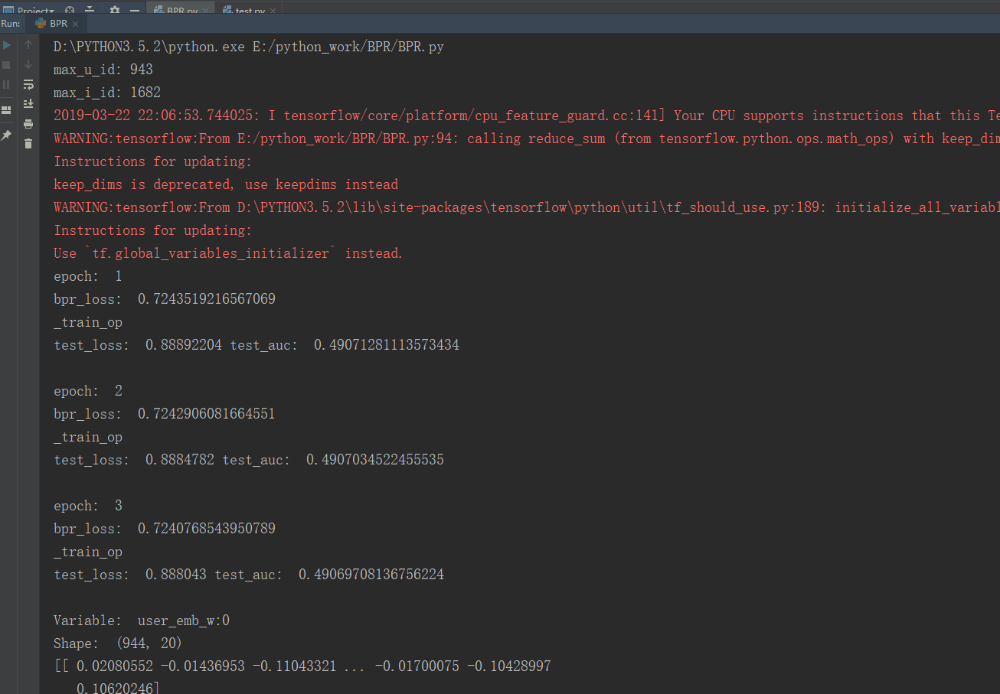 Project
BPR.py
test.py
Run:
BPR
D:\PYTHON3.5.2\python.exe E:/python_work/BPR/BPR.py
max_u_id: 943
max_i_id: 1682
2019-03-22 22:06:53.744025: I tensorflow/core/platform/cpu_feature_guard.cc:141] Your CPU supports instructions that this Te
WARNING:tensorflow:From E:/python_work/BPR/BPR.py:94: calling reduce_sum (from tensorflow.python.ops.math_ops) with keep_dim
Instructions for updating:
keep_dims is deprecated, use keepdims instead
WARNING:tensorflow:From D:\PYTHON3.5.2\lib\site-packages\tensorflow\python\util\tf_should_use.py:189: initialize_all_variabl
Instructions for updating:
Use `tf.global_variables_initializer` instead.
epoch:  1
bpr_loss:  0.7243519216567069
_train_op
test_loss:  0.88892204 test_auc:  0.49071281113573434
epoch:  2
bpr_loss:  0.7242906081664551
_train_op
test_loss:  0.8884782 test_auc:  0.4907034522455535
epoch:  3
bpr_loss:  0.7240768543950789
_train_op
test_loss:  0.888043 test_auc:  0.49069708136756224
Variable:  user_emb_w:0
Shape:  (944, 20)
[[ 0.02080552 -0.01436953 -0.11043321 ... -0.01700075 -0.10428997
0.10620246]